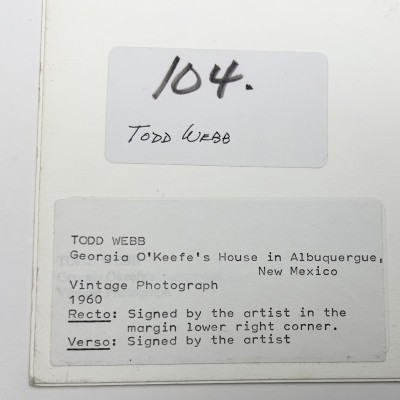 104.
TODD WEBB
TODD WEBB
Georgia O'Keefe's House in Albuquergue,
New Mexico
Vintage Photograph
1960
Recto: Signed by the artist in the
margin lower right corner.
Verso: Signed by the artist